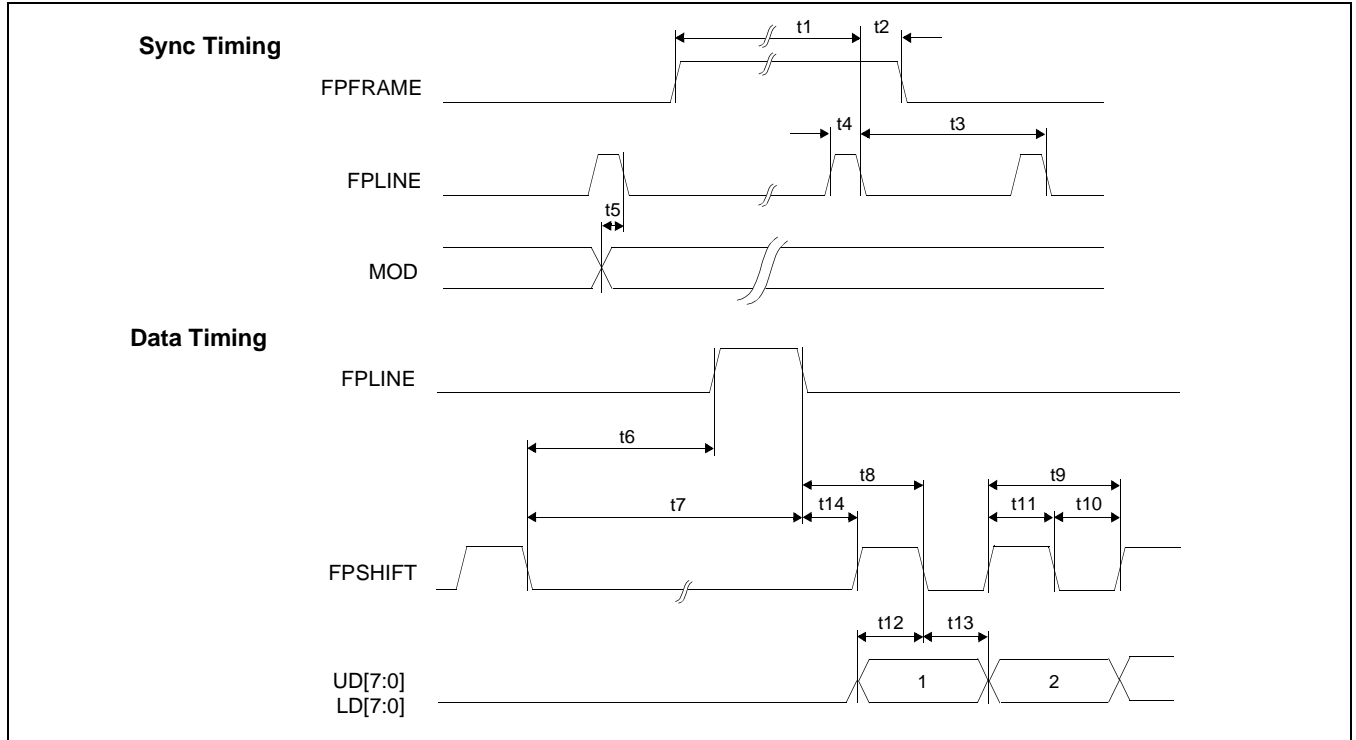 Sync Timing
t1
t2
FPFRAME
t4
t3
FPLINE
t5
MOD
Data Timing
FPLINE
t6
t8
t9
t7
t14
t11
t10
FPSHIFT
t12
t13
UD[7:0]
1
2
LD[7:0]